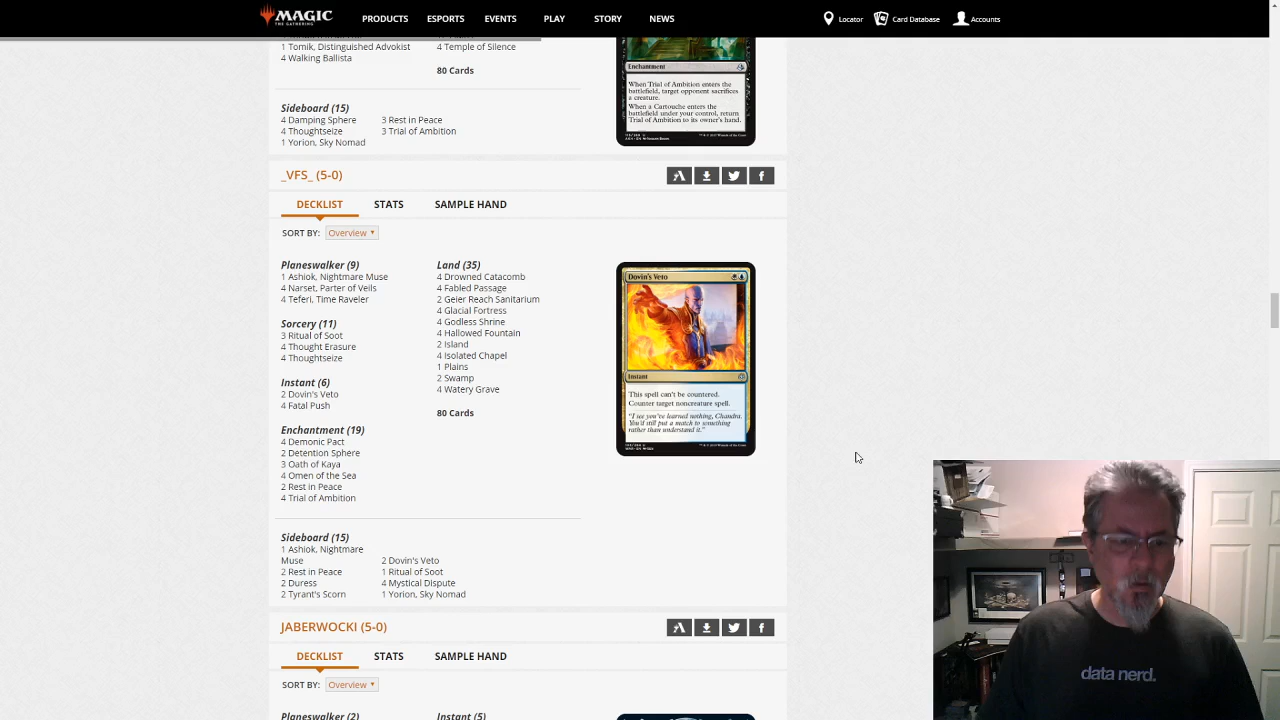 MAGIC
THE GATHERING
PRODUCTS
ESPORTS
EVENTS
PLAY
STORY
NEWS
Locator
Card Database
Accounts
1 Tomik, Distinguished Advokist
4 Walking Ballista
4 Temple of Silence
80 Cards
Sideboard (15)
4 Damping Sphere
4 Thoughtseize
1 Yorion, Sky Nomad
3 Rest in Peace
3 Trial of Ambition
Enchantment
When Trial of Ambition enters the
battlefield, target opponent sacrifices
a creature.
When a Cartouche enters the
battlefield under your control, return
Trial of Ambition to its owner's hand.
_VFS_ (5-0)
DECKLIST
STATS
SAMPLE HAND
SORT BY:
Overview
Planeswalker (9)
1 Ashiok, Nightmare Muse
4 Narset, Parter of Veils
4 Teferi, Time Raveler
Sorcery (11)
3 Ritual of Soot
4 Thought Erasure
4 Thoughtseize
Instant (6)
2 Dovin's Veto
4 Fatal Push
Enchantment (19)
4 Demonic Pact
2 Detention Sphere
3 Oath of Kaya
4 Omen of the Sea
2 Rest in Peace
4 Trial of Ambition
Land (35)
4 Drowned Catacomb
4 Fabled Passage
2 Geier Reach Sanitarium
4 Glacial Fortress
4 Godless Shrine
4 Hallowed Fountain
2 Island
4 Isolated Chapel
1 Plains
2 Swamp
4 Watery Grave
80 Cards
Dovin's Veto
Instant
This spell can't be countered.
Counter target noncreature spell.
"I see you've learned nothing, Chandra.
You'd still put a match to something
rather than understand it."
Sideboard (15)
1 Ashiok, Nightmare
Muse
2 Rest in Peace
2 Duress
2 Tyrant's Scorn
2 Dovin's Veto
1 Ritual of Soot
4 Mystical Dispute
1 Yorion, Sky Nomad
JABERWOCKI (5-0)
DECKLIST
STATS
SAMPLE HAND
SORT BY:
Overview
Planeswalker (2)
Instant (5)
data nerd.